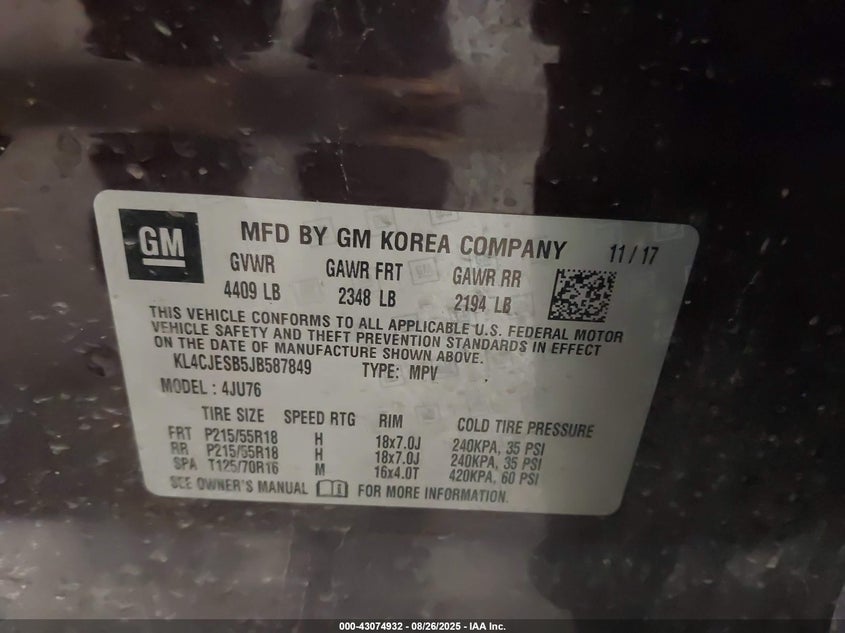 GM
MFD BY GM KOREA COMPANY 11/17
GVWR GAWR FRT GAWR RR
4409 LB 2348 LB 2194 LB
THIS VEHICLE CONFORMS TO ALL APPLICABLE U.S. FEDERAL MOTOR
VEHICLE SAFETY AND THEFT PREVENTION STANDARDS IN EFFECT
ON THE DATE OF MANUFACTURE SHOWN ABOVE.
KL4CJESB5JB587849 TYPE: MPV
MODEL: 4JU76
TIRE SIZE SPEED RTG RIM COLD TIRE PRESSURE
FRT P215/55R18 H 18x7.0J 240KPA, 35 PSI
RR P215/55R18 H 18x7.0J 240KPA, 35 PSI
SPA T125/70R16 M 16x4.0T 420KPA, 60 PSI
SEE OWNER'S MANUAL FOR MORE INFORMATION.
000-43074932 - 08/26/2025 - IAA Inc.